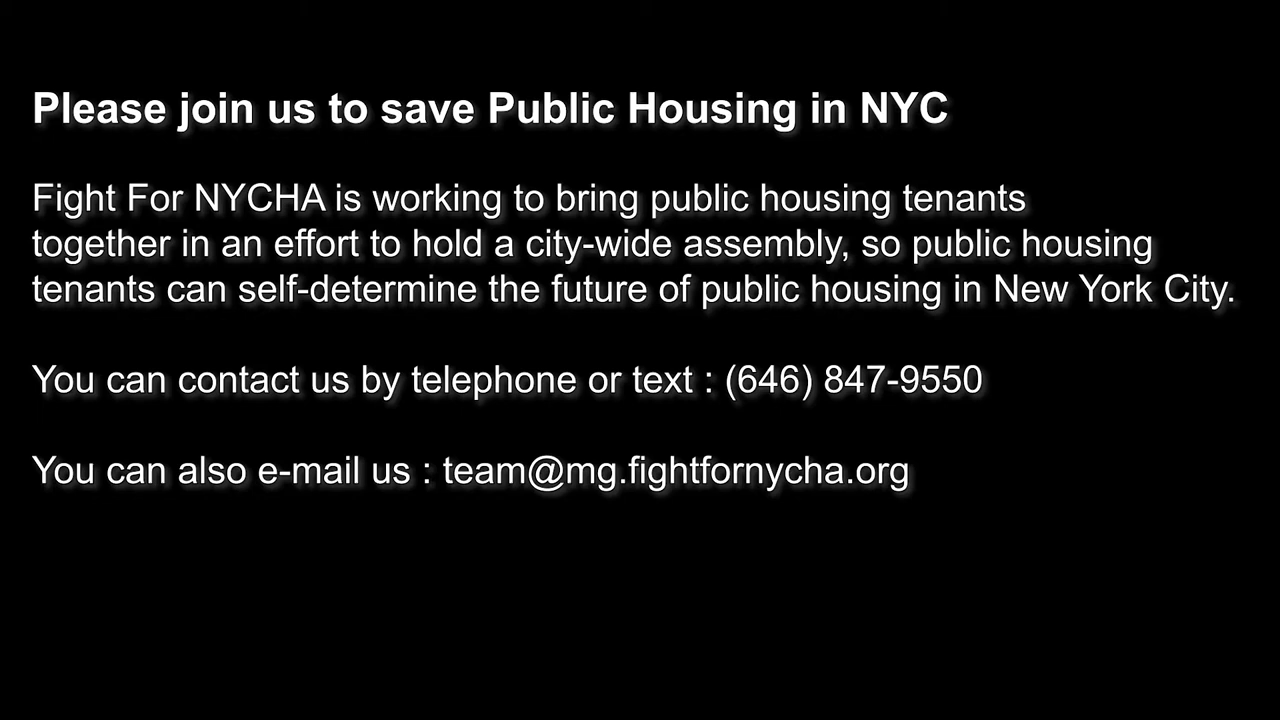 Please join us to save Public Housing in NYC
Fight For NYCHA is working to bring public housing tenants
together in an effort to hold a city-wide assembly, so public housing
tenants can self-determine the future of public housing in New York City.
You can contact us by telephone or text : (646) 847-9550
You can also e-mail us : team@mg.fightfornycha.org